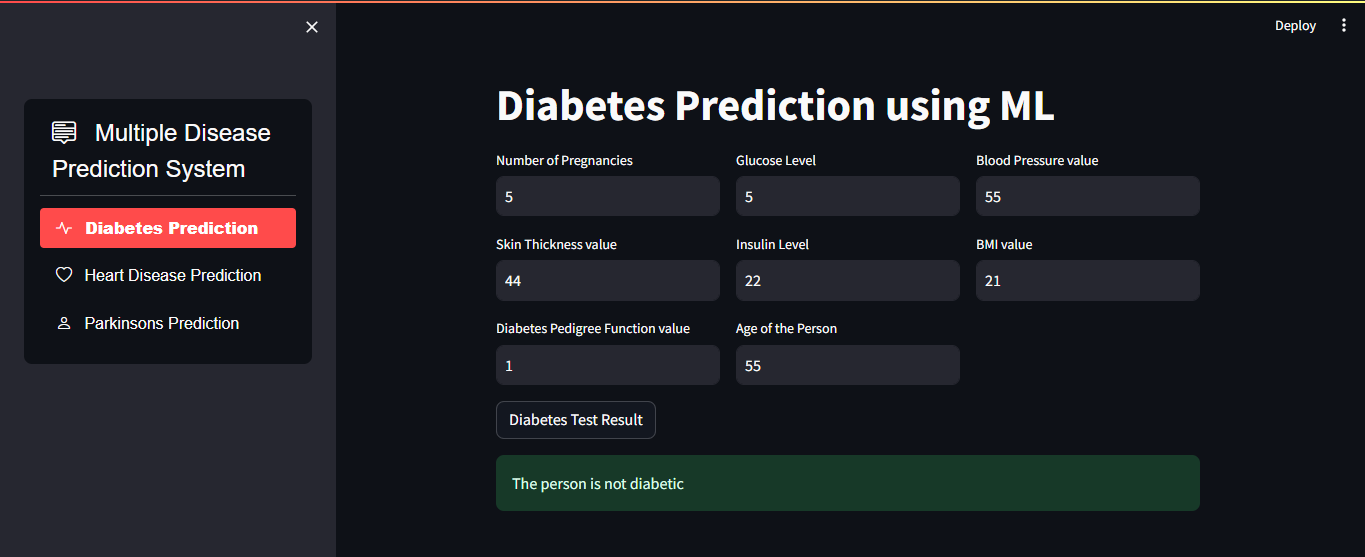 Deploy
Multiple Disease
Prediction System
Diabetes Prediction
Heart Disease Prediction
Parkinsons Prediction
Diabetes Prediction using ML
Number of Pregnancies Glucose Level Blood Pressure value
5 5 55
Skin Thickness value Insulin Level BMI value
44 22 21
Diabetes Pedigree Function value Age of the Person
1 55
Diabetes Test Result
The person is not diabetic